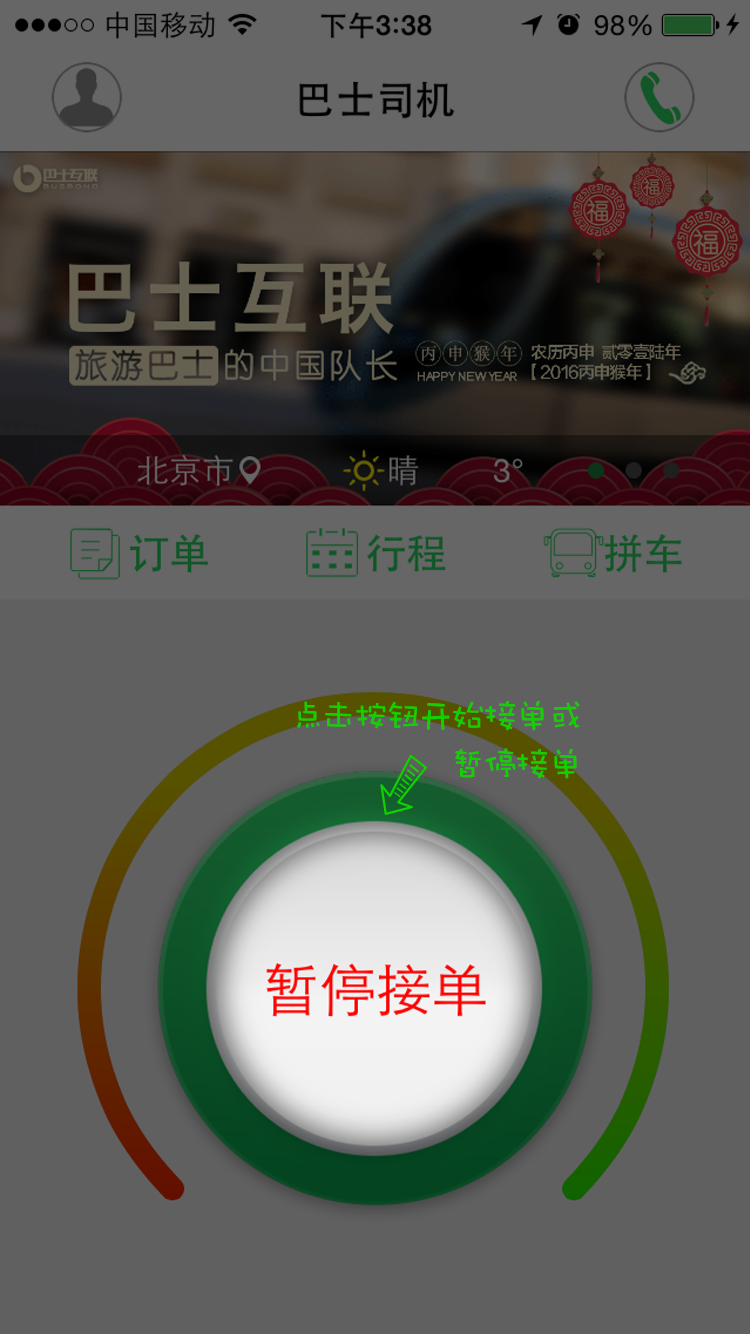 中国移动 下午3:38 98%
巴士司机
巴士互联
BUSBOND
福 福 福
巴士互联
旅游巴士的中国队长
丙申猴年 农历丙申 贰零壹陆年
HAPPY NEW YEAR 【2016丙申猴年】
北京市 晴 3°
订单 行程 拼车
点击按钮开始接单或
暂停接单
暂停接单